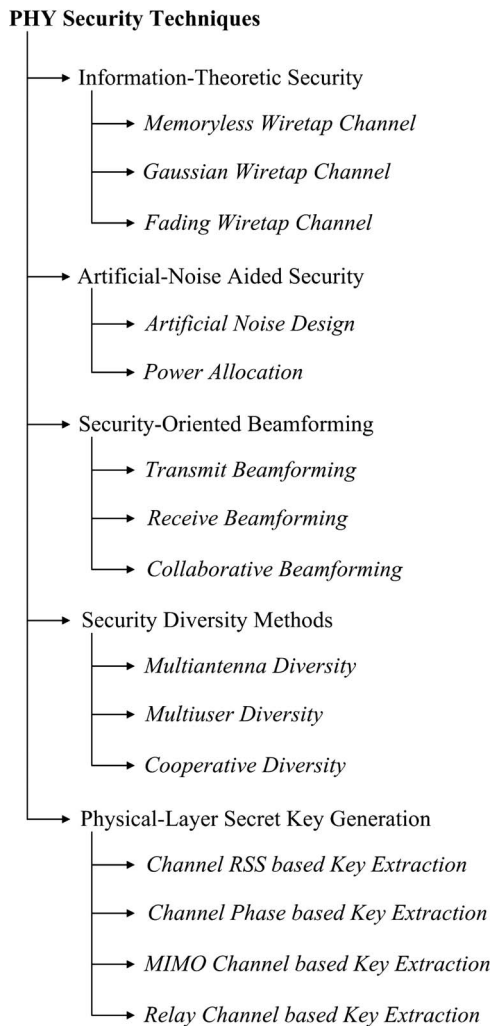 PHY Security Techniques
Information-Theoretic Security
Memoryless Wiretap Channel
Gaussian Wiretap Channel
Fading Wiretap Channel
Artificial-Noise Aided Security
Artificial Noise Design
Power Allocation
Security-Oriented Beamforming
Transmit Beamforming
Receive Beamforming
Collaborative Beamforming
Security Diversity Methods
Multiantenna Diversity
Multiuser Diversity
Cooperative Diversity
Physical-Layer Secret Key Generation
Channel RSS based Key Extraction
Channel Phase based Key Extraction
MIMO Channel based Key Extraction
Relay Channel based Key Extraction